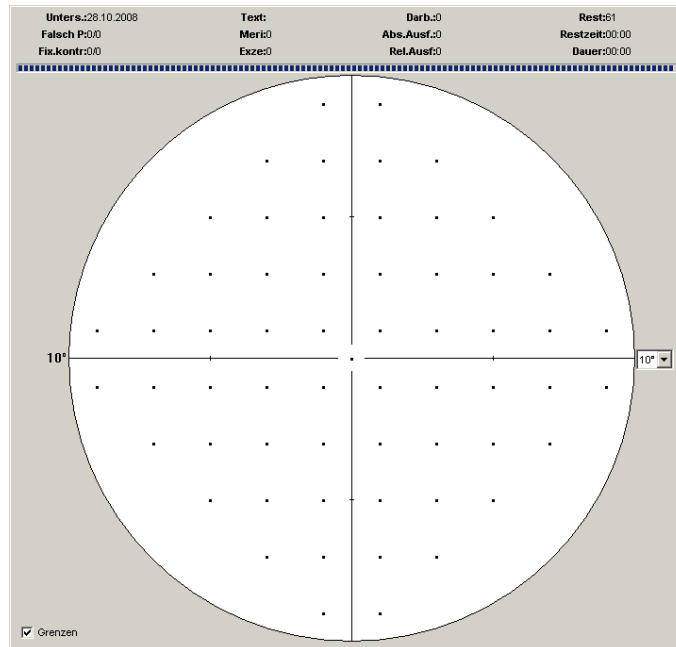 Unters.:28.10.2008 Text: Darb.:0 Rest:61
Falsch P:0/0 Meri:0 Abs.Ausf.:0 Restzeit:00:00
Fix.kontr:0/0 Exze:0 Rel.Ausf:0 Dauer:00:00
10° 10°
Grenzen